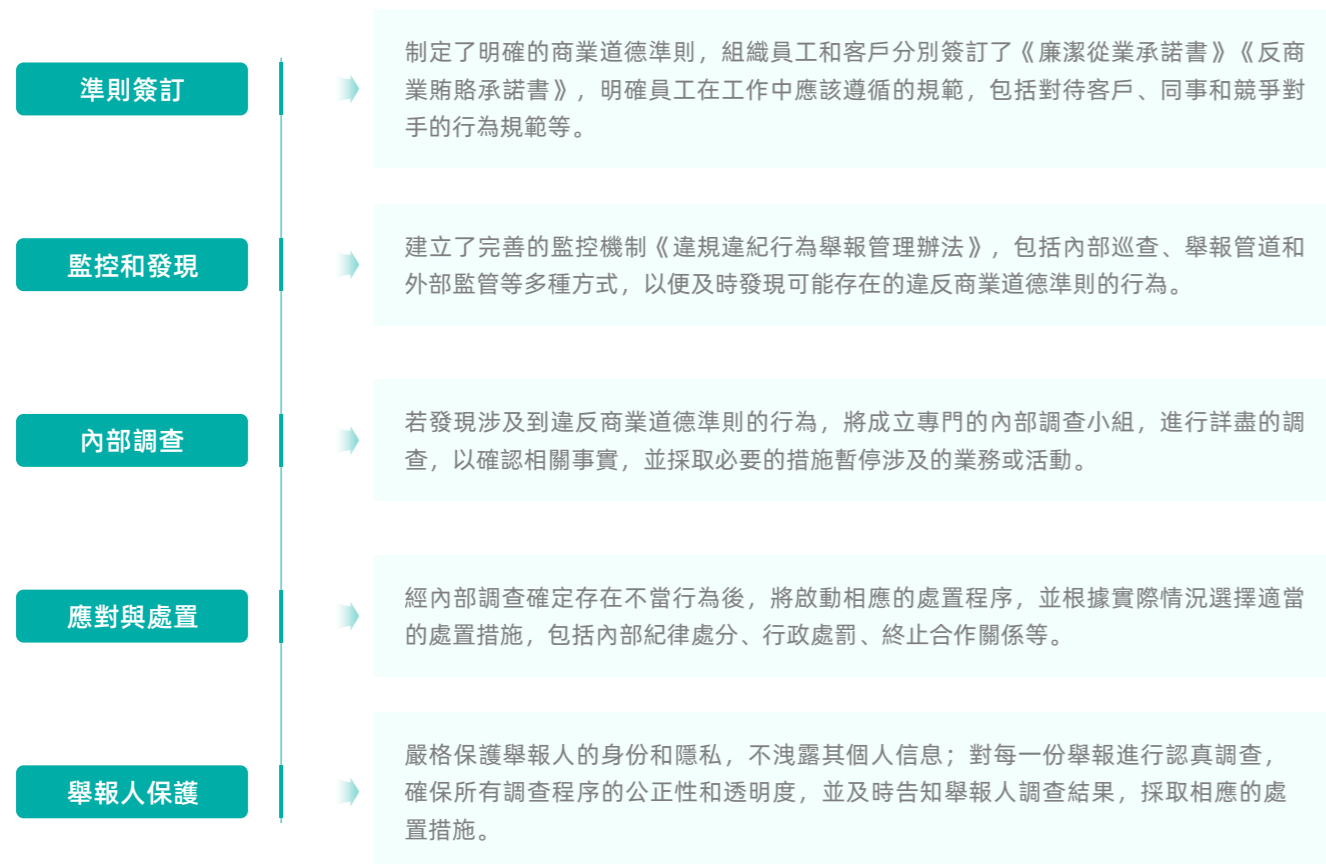 準則簽訂
制定了明確的商業道德準則，組織員工和客戶分別簽訂了《廉潔從業承諾書》《反商
業賄賂承諾書》，明確員工在工作中應該遵循的規範，包括對待客戶、同事和競爭對
手的行為規範等。
監控和發現
建立了完善的監控機制《違規違紀行為舉報管理辦法》，包括內部巡查、舉報管道和
外部監管等多種方式，以便及時發現可能存在的違反商業道德準則的行為。
內部調查
若發現涉及到違反商業道德準則的行為，將成立專門的內部調查小組，進行詳盡的調
查，以確認相關事實，並採取必要的措施暫停涉及的業務或活動。
應對與處置
經內部調查確定存在不當行為後，將啟動相應的處置程序，並根據實際情況選擇適當
的處置措施，包括內部紀律處分、行政處罰、終止合作關係等。
舉報人保護
嚴格保護舉報人的身份和隱私，不洩露其個人信息；對每一份舉報進行認真調查，
確保所有調查程序的公正性和透明度，並及時告知舉報人調查結果，採取相應的處
置措施。